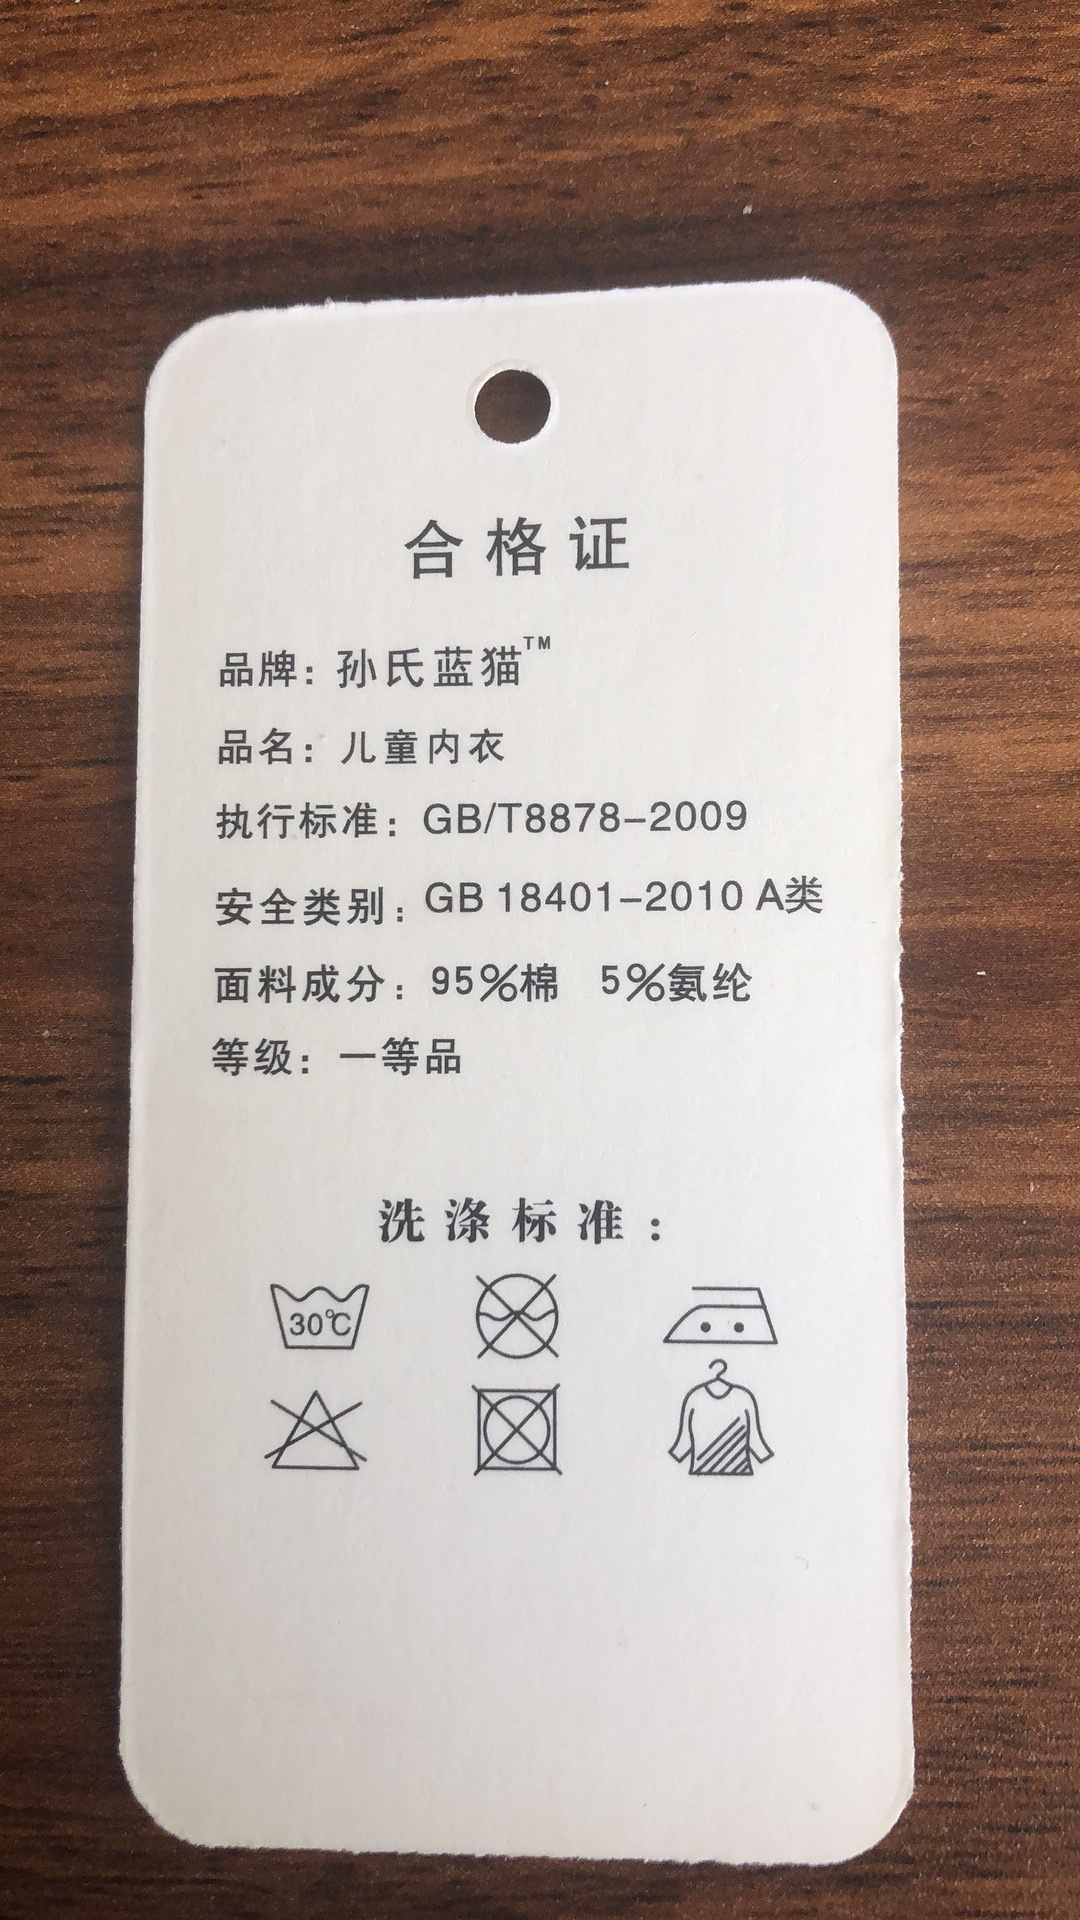 合格证
品牌：孙氏蓝猫™
品名：儿童内衣
执行标准：GB/T8878-2009
安全类别：GB 18401-2010 A类
面料成分：95%棉 5%氨纶
等级：一等品
洗涤标准：
30℃